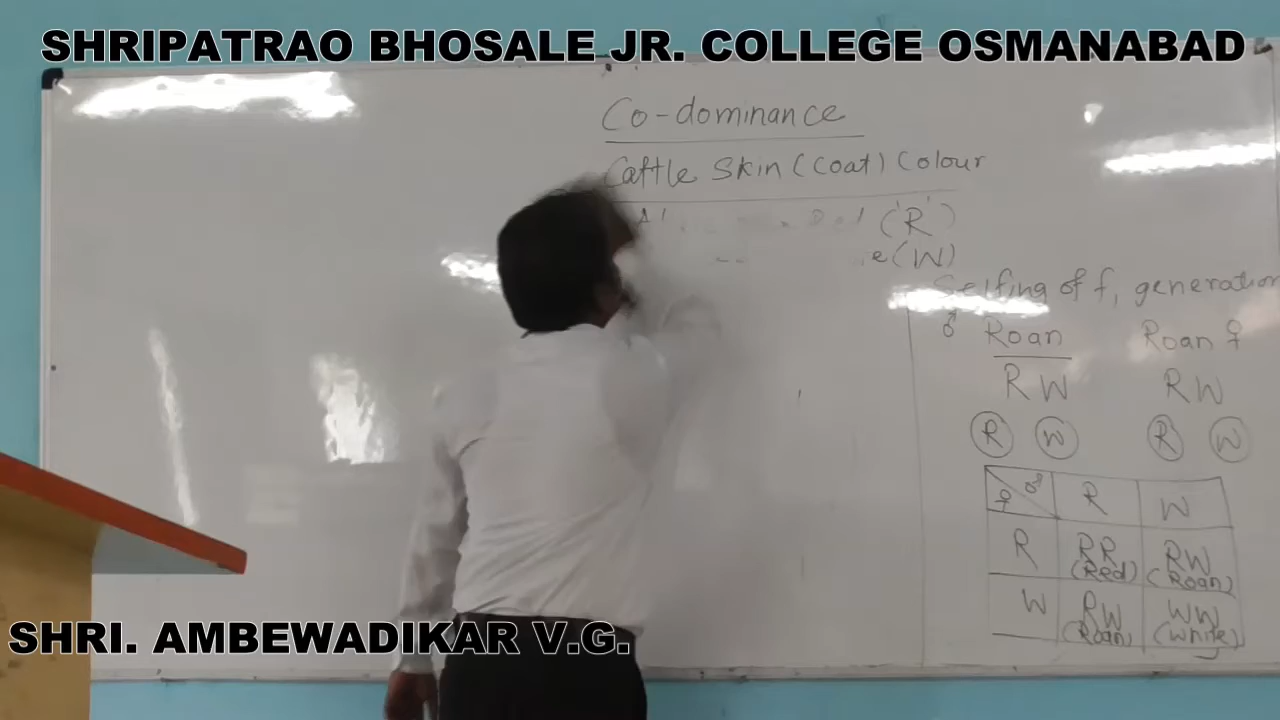 SHRIPATRAO BHOSALE JR. COLLEGE OSMANABAD
Co-dominance
Cattle Skin (Coat) Colour
('R')
(W)
Selfing of f₁ generation
♂ Roan Roan ♀
RW RW
R W R W
♀ ♂ R W
R RR RW
(Red) (Roan)
W RW WW
(Roan) (White)
SHRI. AMBEWADIKAR V.G.